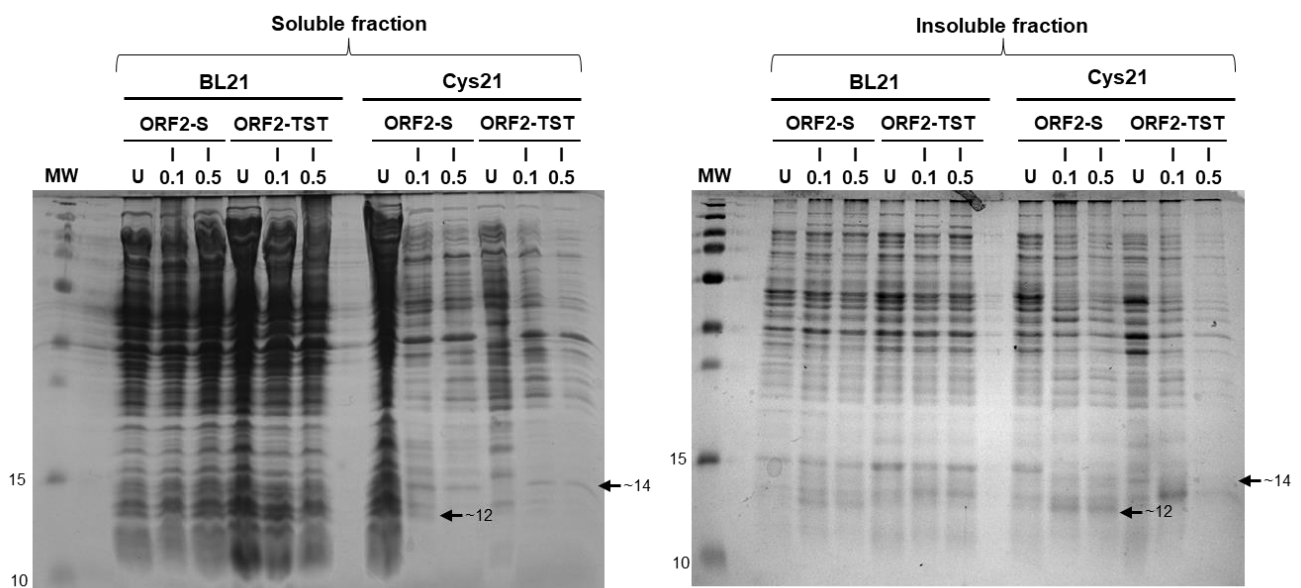 Soluble fraction
BL21 Cys21
ORF2-S ORF2-TST ORF2-S ORF2-TST
I I I I I I I I
MW U 0.1 0.5 U 0.1 0.5 U 0.1 0.5 U 0.1 0.5
15
~14
~12
10
Insoluble fraction
BL21 Cys21
ORF2-S ORF2-TST ORF2-S ORF2-TST
I I I I I I I I
MW U 0.1 0.5 U 0.1 0.5 U 0.1 0.5 U 0.1 0.5
15
~14
~12
10